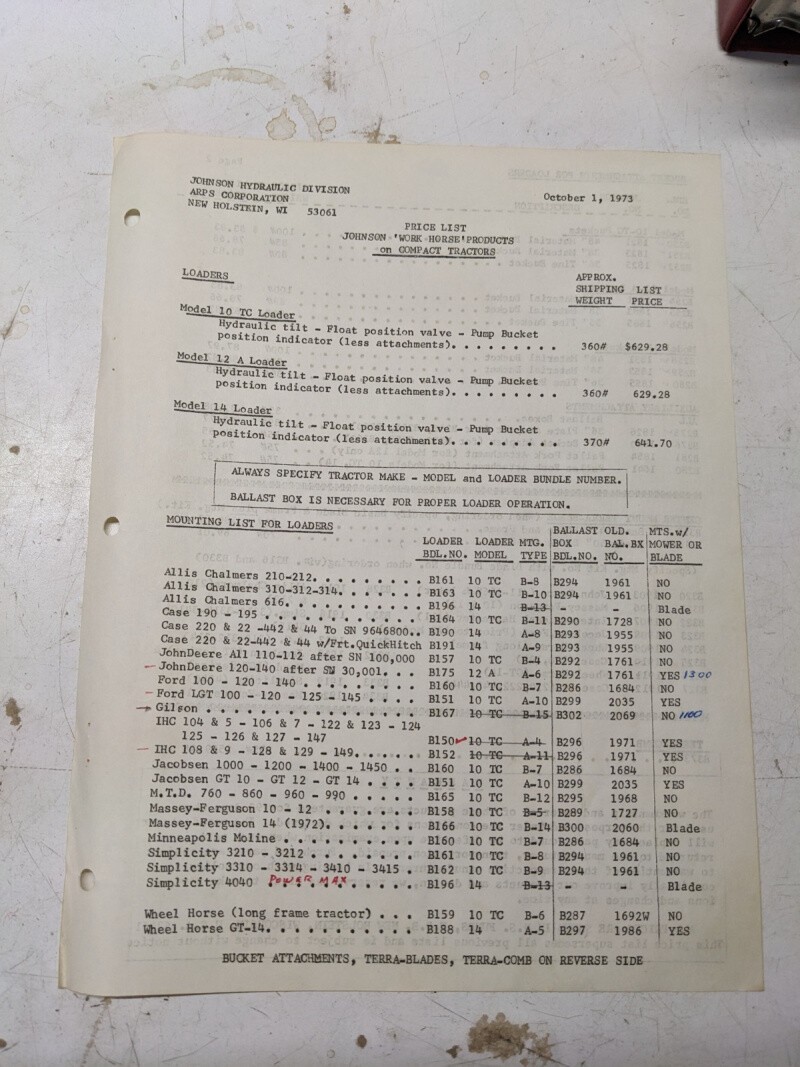 JOHNSON HYDRAULIC DIVISION
ARPS CORPORATION
NEW HOLSTEIN, WI 53061
October 1, 1973
PRICE LIST
JOHNSON 'WORK HORSE' PRODUCTS
on COMPACT TRACTORS
LOADERS
APPROX.
SHIPPING LIST
WEIGHT PRICE
Model 10 TC Loader
Hydraulic tilt - Float position valve - Pump Bucket
position indicator (less attachments). . . . . . . . . 360# $629.28
Model 12 A Loader
Hydraulic tilt - Float position valve - Pump Bucket
position indicator (less attachments). . . . . . . . . 360# 629.28
Model 14 Loader
Hydraulic tilt - Float position valve - Pump Bucket
position indicator (less attachments). . . . . . . . . 370# 641.70
ALWAYS SPECIFY TRACTOR MAKE - MODEL and LOADER BUNDLE NUMBER.
BALLAST BOX IS NECESSARY FOR PROPER LOADER OPERATION.
MOUNTING LIST FOR LOADERS
BALLAST OLD. MTS.w/
LOADER LOADER MTG. BOX BAL.BX MOWER OR
BDL.NO. MODEL TYPE BDL.NO. NO. BLADE
Allis Chalmers 210-212. . . . . . . . . B161 10 TC B-8 B294 1961 NO
Allis Chalmers 310-312-314. . . . . . . B163 10 TC B-10 B294 1961 NO
Allis Chalmers 616. . . . . . . . . . . B196 14 B-13 - - Blade
Case 190 - 195 . . . . . . . . . . . B164 10 TC B-11 B290 1728 NO
Case 220 & 22 -442 & 44 To SN 9646800.. B190 14 A-8 B293 1955 NO
Case 220 & 22-442 & 44 w/Frt.QuickHitch B191 14 A-9 B293 1955 NO
JohnDeere All 110-112 after SN 100,000 B157 10 TC B-4 B292 1761 NO
- JohnDeere 120-140 after SN 30,001. . . B175 12 A A-6 B292 1761 YES 1300
Ford 100 - 120 - 140 . . . . . . . . . B160 10 TC B-7 B286 1684 NO
- Ford LGT 100 - 120 - 125 - 145 . . . . B151 10 TC A-10 B299 2035 YES
→ Gilson . . . . . . . . . . . . . . . B167 10 TC B-15 B302 2069 NO 1100
IHC 104 & 5 - 106 & 7 - 122 & 123 - 124
125 - 126 & 127 - 147 B150 ✓ 10 TC A-4 B296 1971 YES
- IHC 108 & 9 - 128 & 129 - 149. . . . . . B152 10 TC A-11 B296 1971 YES
Jacobsen 1000 - 1200 - 1400 - 1450 . . B160 10 TC B-7 B286 1684 NO
Jacobsen GT 10 - GT 12 - GT 14 . . . . B151 10 TC A-10 B299 2035 YES
M.T.D. 760 - 860 - 960 - 990 . . . . . B165 10 TC B-12 B295 1968 NO
Massey-Ferguson 10 - 12 . . . . . . . B158 10 TC B-5 B289 1727 NO
Massey-Ferguson 14 (1972). . . . . . . B166 10 TC B-14 B300 2060 Blade
Minneapolis Moline . . . . . . . . . . B160 10 TC B-7 B286 1684 NO
Simplicity 3210 - 3212 . . . . . . . . B161 10 TC B-8 B294 1961 NO
Simplicity 3310 - 3314 - 3410 - 3415 . B162 10 TC B-9 B294 1961 NO
Simplicity 4040 POWER MAX . . . . . B196 14 B-13 - - Blade
Wheel Horse (long frame tractor) . . . B159 10 TC B-6 B287 1692W NO
Wheel Horse GT-14. . . . . . . . . . . B188 14 A-5 B297 1986 YES
BUCKET ATTACHMENTS, TERRA-BLADES, TERRA-COMB ON REVERSE SIDE